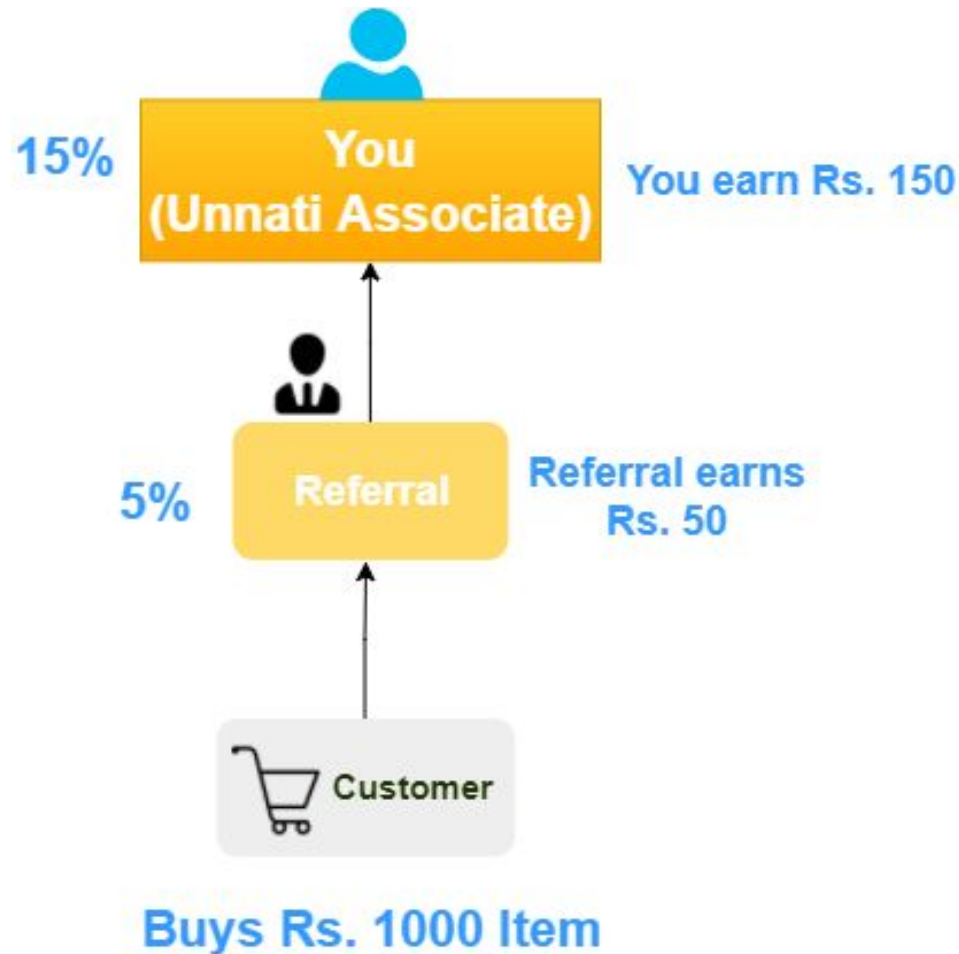 15%
You
(Unnati Associate)
You earn Rs. 150
5%
Referral
Referral earns
Rs. 50
Customer
Buys Rs. 1000 Item